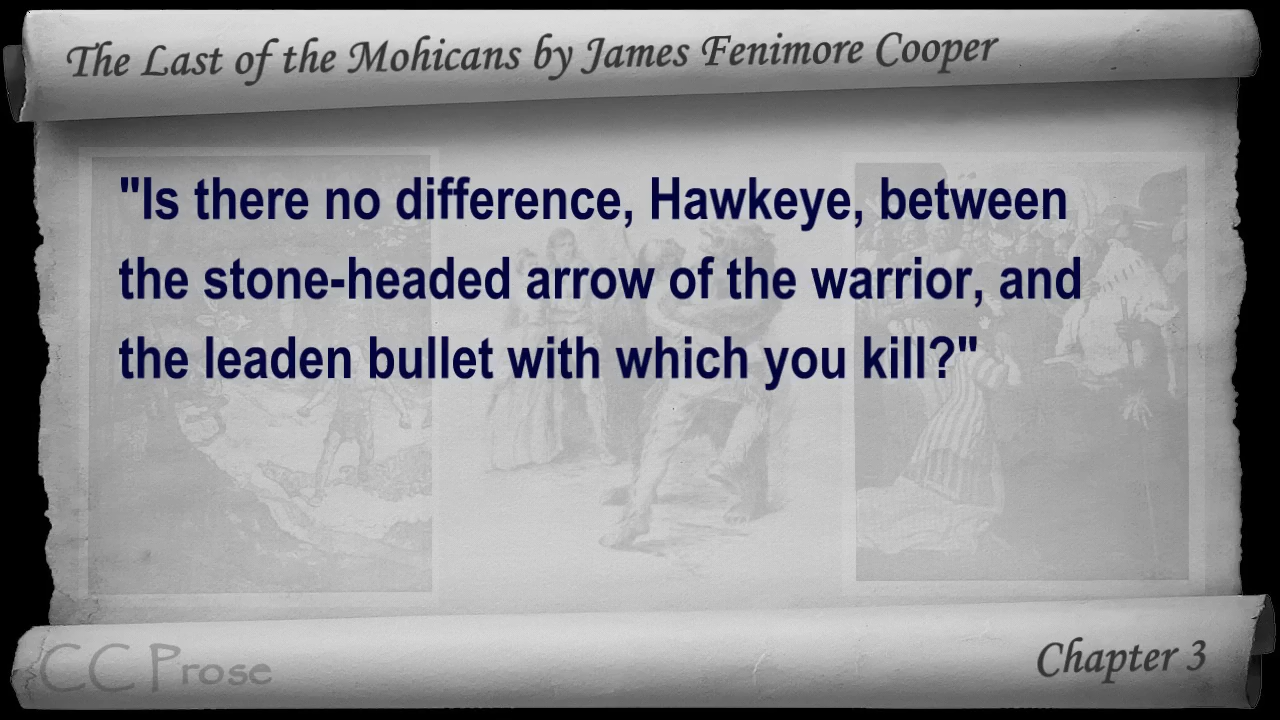 The Last of the Mohicans by James Fenimore Cooper
"Is there no difference, Hawkeye, between
the stone-headed arrow of the warrior, and
the leaden bullet with which you kill?"
CC Prose
Chapter 3